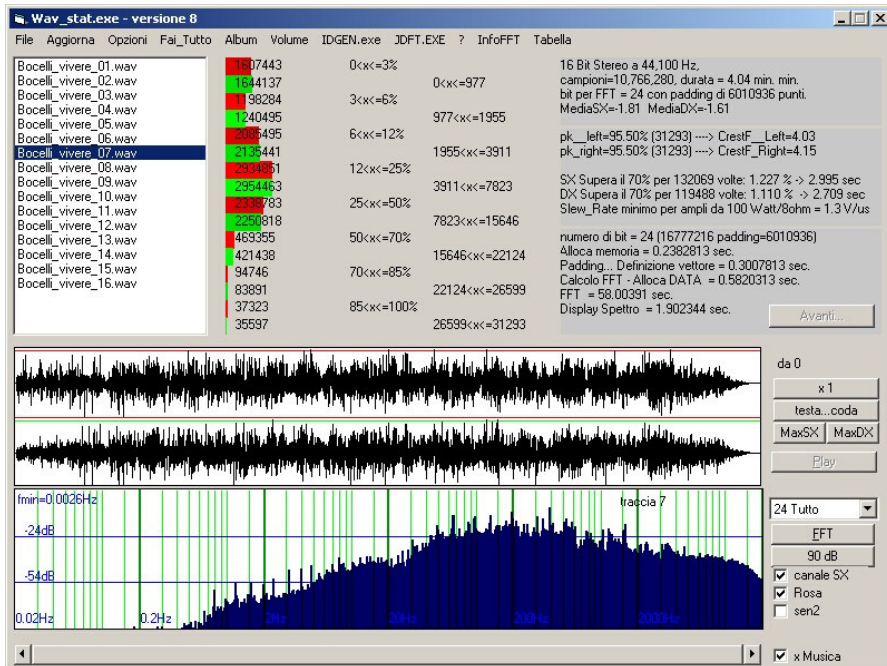 Wav_stat.exe - versione 8
File Aggiorna Opzioni Fai_Tutto Album Volume IDGEN.exe JDFT.EXE ? InfoFFT Tabella
Bocelli_vivere_01.wav
Bocelli_vivere_02.wav
Bocelli_vivere_03.wav
Bocelli_vivere_04.wav
Bocelli_vivere_05.wav
Bocelli_vivere_06.wav
Bocelli_vivere_07.wav
Bocelli_vivere_08.wav
Bocelli_vivere_09.wav
Bocelli_vivere_10.wav
Bocelli_vivere_11.wav
Bocelli_vivere_12.wav
Bocelli_vivere_13.wav
Bocelli_vivere_14.wav
Bocelli_vivere_15.wav
Bocelli_vivere_16.wav
1607443 0<x<=3%
1644137 0<x<=977
1198284 3<x<=6%
1240495 977<x<=1955
2085495 6<x<=12%
2135441 1955<x<=3911
2934851 12<x<=25%
2954463 3911<x<=7823
2338783 25<x<=50%
2250818 7823<x<=15646
469355 50<x<=70%
421438 15646<x<=22124
94746 70<x<=85%
83891 22124<x<=26599
37323 85<x<=100%
35597 26599<x<=31293
16 Bit Stereo a 44,100 Hz,
campioni=10,766,280, durata = 4.04 min. min.
bit per FFT = 24 con padding di 6010936 punti.
MediaSX=-1.81 MediaDX=-1.61
pk__left=95.50% (31293) ----> CrestF__Left=4.03
pk_right=95.50% (31293) ----> CrestF_Right=4.15
SX Supera il 70% per 132069 volte: 1.227 % -> 2.995 sec
DX Supera il 70% per 119488 volte: 1.110 % -> 2.709 sec
Slew_Rate minimo per ampli da 100 Watt/8ohm = 1.3 V/us
numero di bit = 24 (16777216 padding=6010936)
Alloca memoria = 0.2382813 sec.
Padding... Definizione vettore = 0.3007813 sec.
Calcolo FFT - Alloca DATA = 0.5820313 sec.
FFT = 58.00391 sec.
Display Spettro = 1.902344 sec.
Avanti...
da 0
x 1
testa...coda
MaxSX MaxDX
Play
fmin=0.0026Hz traccia 7
-24dB
-54dB
0.02Hz 0.2Hz 2Hz 20Hz 200Hz 2000Hz
24 Tutto
FFT
90 dB
canale SX
Rosa
sen2
x Musica